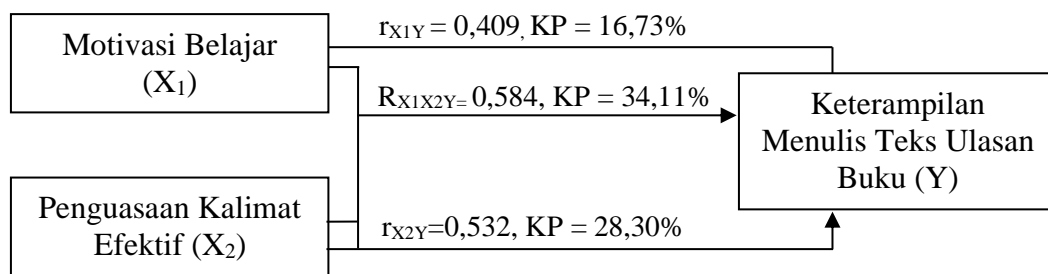 Motivasi Belajar
(X₁)
rX1Y = 0,409, KP = 16,73%
RX1X2Y= 0,584, KP = 34,11%
Keterampilan
Menulis Teks Ulasan
Buku (Y)
Penguasaan Kalimat
Efektif (X₂)
rX2Y=0,532, KP = 28,30%